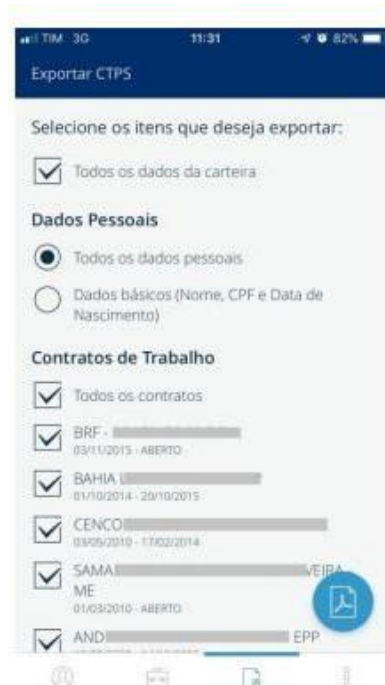 TIM 3G 11:31 82%
Exportar CTPS
Selecione os itens que deseja exportar:
Todos os dados da carteira
Dados Pessoais
Todos os dados pessoais
Dados básicos (Nome, CPF e Data de
Nascimento)
Contratos de Trabalho
Todos os contratos
BRF -
03/11/2015 - ABERTO
BAHIA
01/10/2014 - 20/10/2015
CENCO
03/05/2010 - 17/02/2014
SAMA VEIRA
ME
01/03/2010 - ABERTO
AND EPP